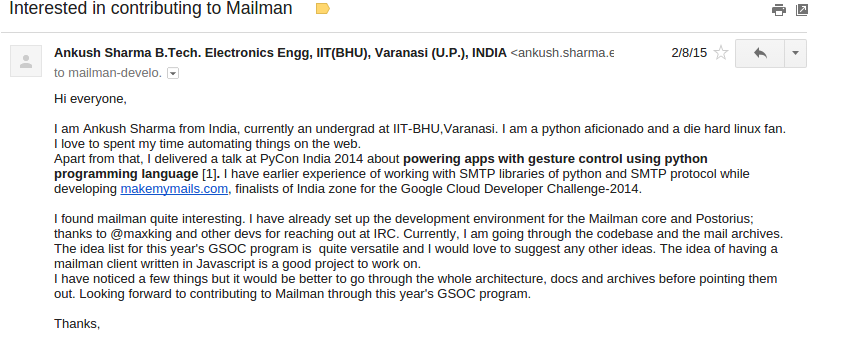 Interested in contributing to Mailman
Ankush Sharma B.Tech. Electronics Engg, IIT(BHU), Varanasi (U.P.), INDIA <ankush.sharma.e
2/8/15
to mailman-develo.
Hi everyone,
I am Ankush Sharma from India, currently an undergrad at IIT-BHU,Varanasi. I am a python aficionado and a die hard linux fan.
I love to spent my time automating things on the web.
Apart from that, I delivered a talk at PyCon India 2014 about powering apps with gesture control using python
programming language [1]. I have earlier experience of working with SMTP libraries of python and SMTP protocol while
developing makemymails.com, finalists of India zone for the Google Cloud Developer Challenge-2014.
I found mailman quite interesting. I have already set up the development environment for the Mailman core and Postorius;
thanks to @maxking and other devs for reaching out at IRC. Currently, I am going through the codebase and the mail archives.
The idea list for this year's GSOC program is  quite versatile and I would love to suggest any other ideas. The idea of having a
mailman client written in Javascript is a good project to work on.
I have noticed a few things but it would be better to go through the whole architecture, docs and archives before pointing them
out. Looking forward to contributing to Mailman through this year's GSOC program.
Thanks,